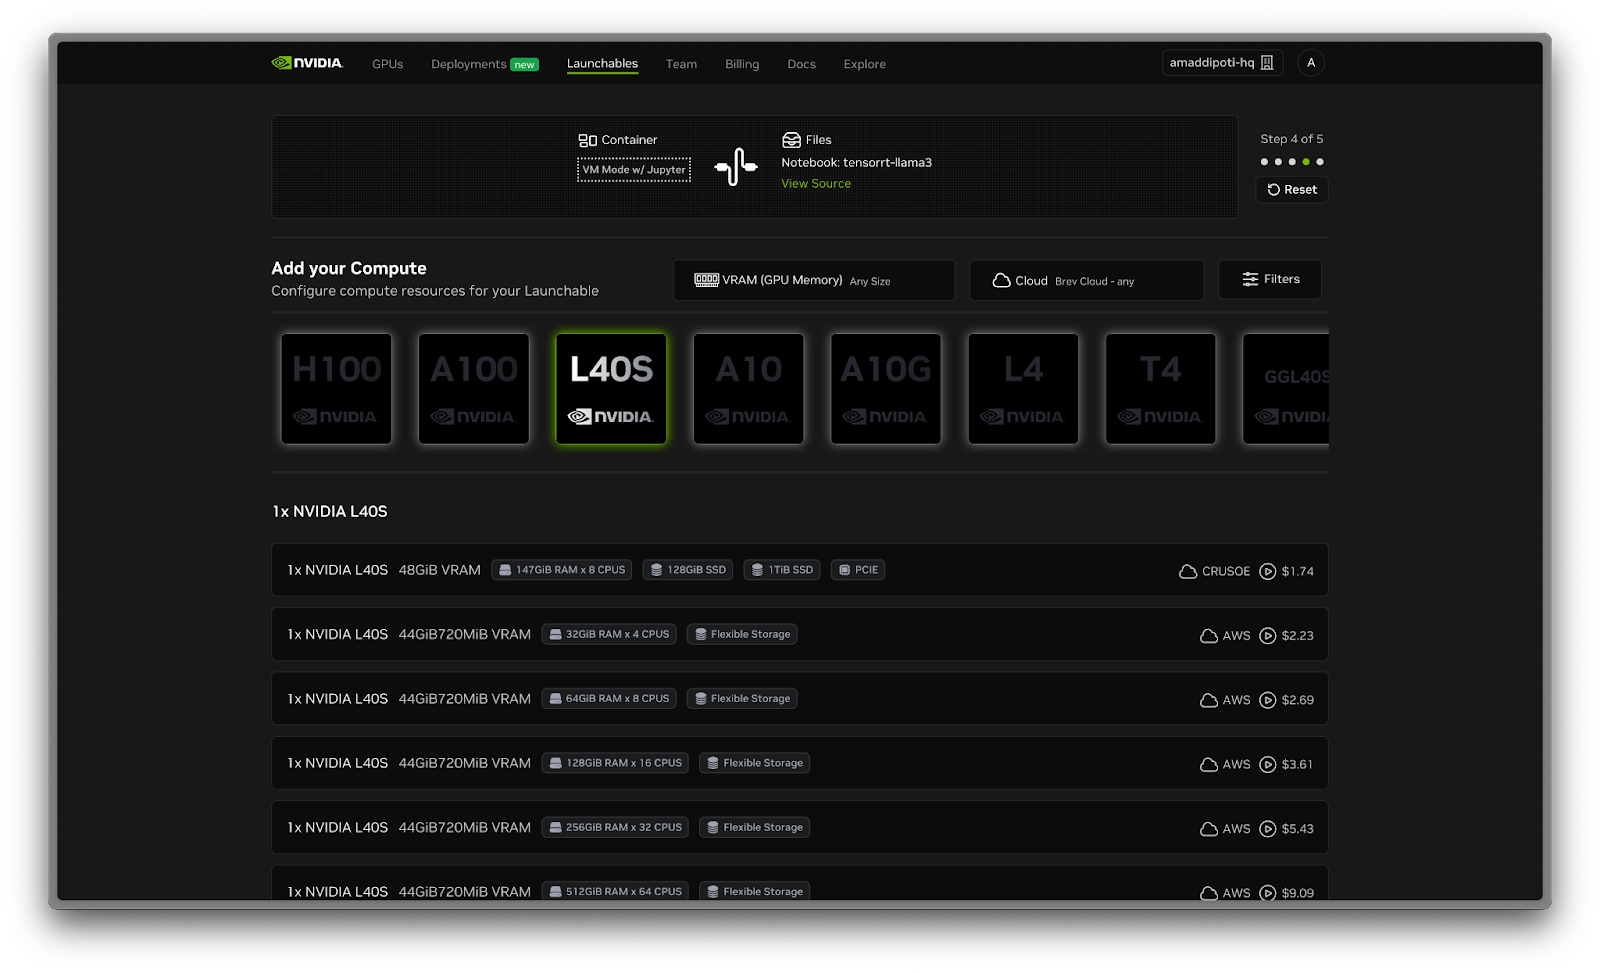 NVIDIA. GPUs Deployments new Launchables Team Billing Docs Explore amaddipoti-hq A
Container Files Step 4 of 5
VM Mode w/ Jupyter Notebook: tensorrt-llama3
View Source Reset
Add your Compute
Configure compute resources for your Launchable
VRAM (GPU Memory) Any Size Cloud Brev Cloud - any Filters
H100 A100 L40S A10 A10G L4 T4 GGL40S
NVIDIA. NVIDIA. NVIDIA. NVIDIA. NVIDIA. NVIDIA. NVIDIA. NVIDIA
1x NVIDIA L40S
1x NVIDIA L40S 48GiB VRAM 147GiB RAM x 8 CPUS 128GiB SSD 1TiB SSD PCIE CRUSOE $1.74
1x NVIDIA L40S 44GiB720MiB VRAM 32GiB RAM x 4 CPUS Flexible Storage AWS $2.23
1x NVIDIA L40S 44GiB720MiB VRAM 64GiB RAM x 8 CPUS Flexible Storage AWS $2.69
1x NVIDIA L40S 44GiB720MiB VRAM 128GiB RAM x 16 CPUS Flexible Storage AWS $3.61
1x NVIDIA L40S 44GiB720MiB VRAM 256GiB RAM x 32 CPUS Flexible Storage AWS $5.43
1x NVIDIA L40S 44GiB720MiB VRAM 512GiB RAM x 64 CPUS Flexible Storage AWS $9.09